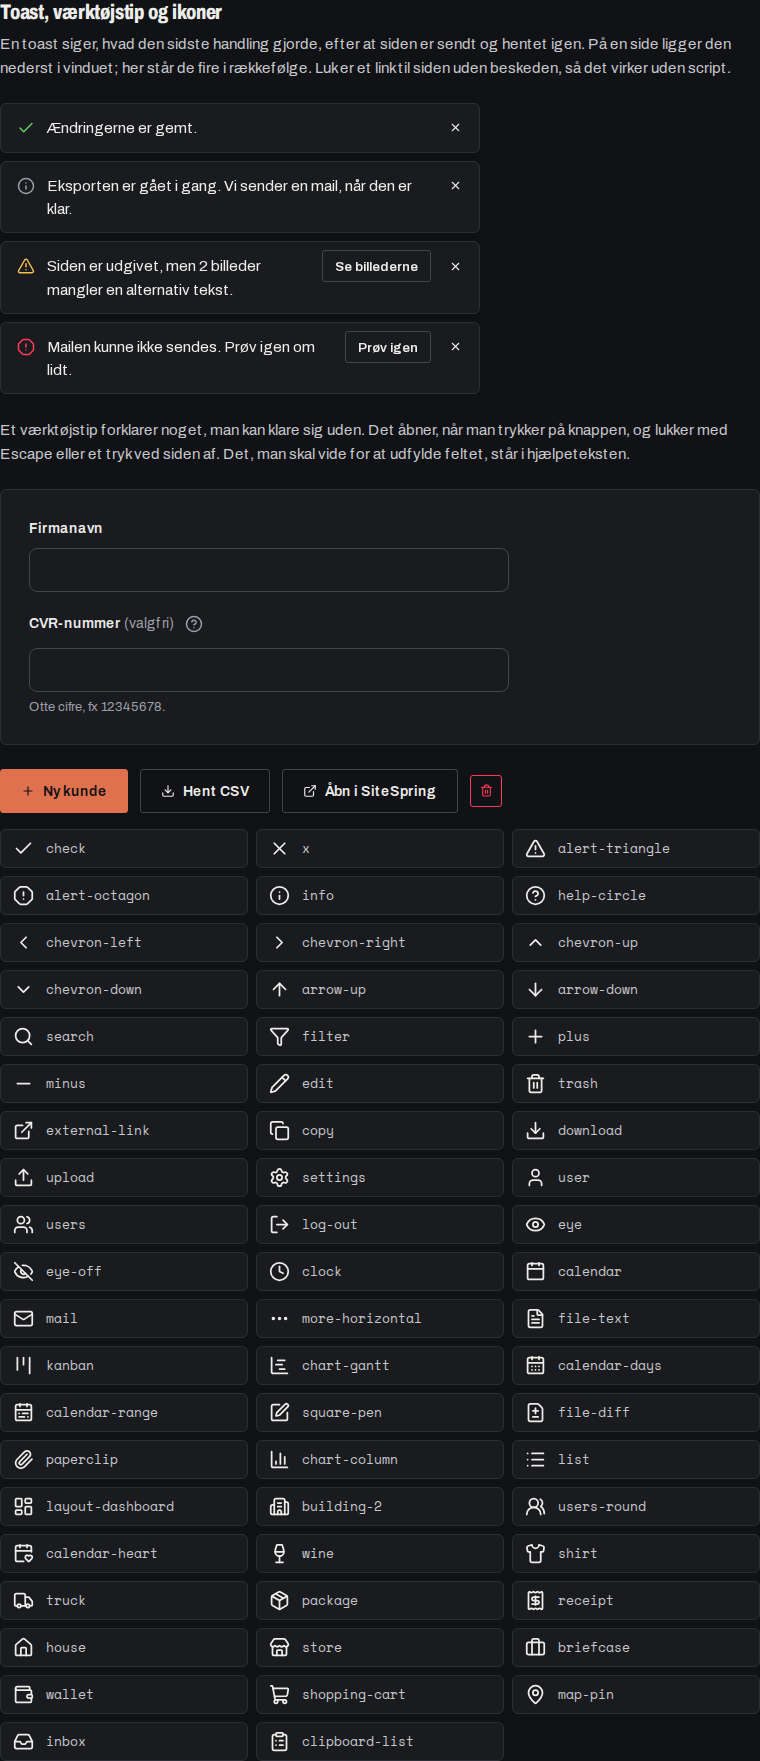 Toast, værktøjstip og ikoner
En toast siger, hvad den sidste handling gjorde, efter at siden er sendt og hentet igen. På en side ligger den
nederst i vinduet; her står de fire i rækkefølge. Luk er et link til siden uden beskeden, så det virker uden script.
Ændringerne er gemt.
Eksporten er gået i gang. Vi sender en mail, når den er
klar.
Siden er udgivet, men 2 billeder
mangler en alternativ tekst.
Se billederne
Mailen kunne ikke sendes. Prøv igen om
lidt.
Prøv igen
Et værktøjstip forklarer noget, man kan klare sig uden. Det åbner, når man trykker på knappen, og lukker med
Escape eller et tryk ved siden af. Det, man skal vide for at udfylde feltet, står i hjælpeteksten.
Firmanavn
CVR-nummer (valgfri)
Otte cifre, fx 12345678.
Ny kunde Hent CSV Åbn i SiteSpring
check x alert-triangle
alert-octagon info help-circle
chevron-left chevron-right chevron-up
chevron-down arrow-up arrow-down
search filter plus
minus edit trash
external-link copy download
upload settings user
users log-out eye
eye-off clock calendar
mail more-horizontal file-text
kanban chart-gantt calendar-days
calendar-range square-pen file-diff
paperclip chart-column list
layout-dashboard building-2 users-round
calendar-heart wine shirt
truck package receipt
house store briefcase
wallet shopping-cart map-pin
inbox clipboard-list